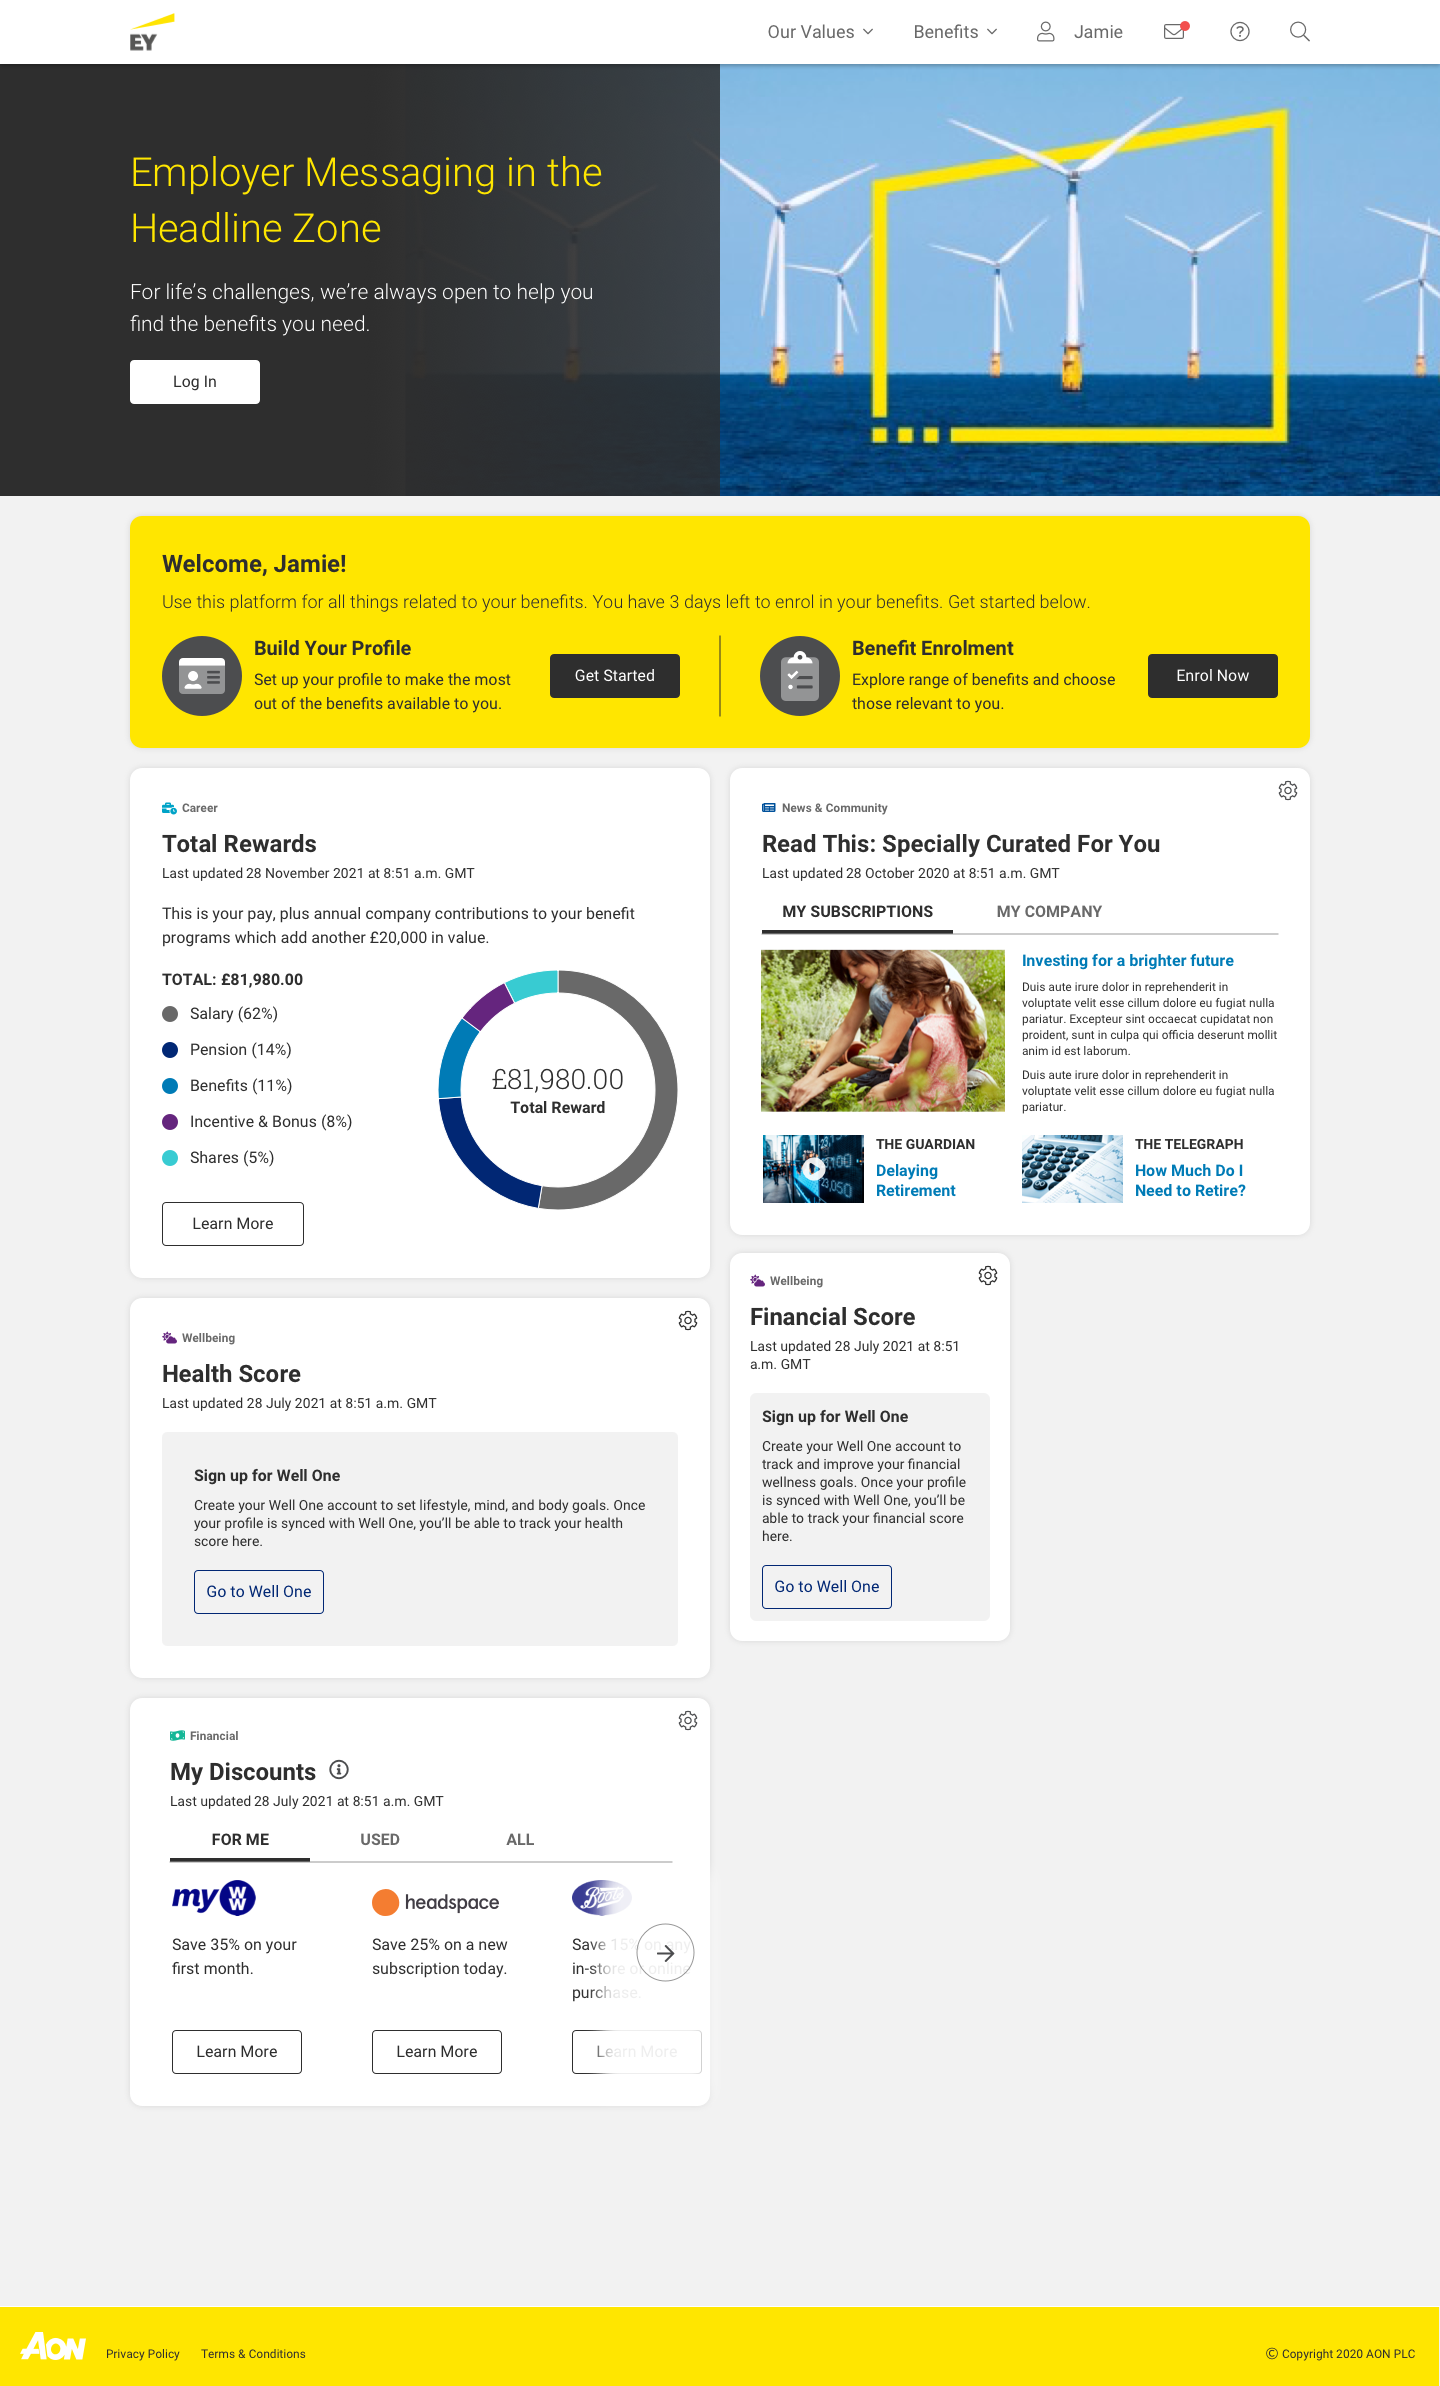 EY
Our Values
Benefits
Jamie
Employer Messaging in the
Headline Zone
For life’s challenges, we’re always open to help you
find the benefits you need.
Log In
Welcome, Jamie!
Use this platform for all things related to your benefits. You have 3 days left to enrol in your benefits. Get started below.
Build Your Profile
Set up your profile to make the most
out of the benefits available to you.
Get Started
Benefit Enrolment
Explore range of benefits and choose
those relevant to you.
Enrol Now
Career
Total Rewards
Last updated 28 November 2021 at 8:51 a.m. GMT
This is your pay, plus annual company contributions to your benefit
programs which add another £20,000 in value.
TOTAL: £81,980.00
Salary (62%)
Pension (14%)
Benefits (11%)
Incentive & Bonus (8%)
Shares (5%)
£81,980.00
Total Reward
Learn More
News & Community
Read This: Specially Curated For You
Last updated 28 October 2020 at 8:51 a.m. GMT
MY SUBSCRIPTIONS
MY COMPANY
Investing for a brighter future
Duis aute irure dolor in reprehenderit in
voluptate velit esse cillum dolore eu fugiat nulla
pariatur. Excepteur sint occaecat cupidatat non
proident, sunt in culpa qui officia deserunt mollit
anim id est laborum.
Duis aute irure dolor in reprehenderit in
voluptate velit esse cillum dolore eu fugiat nulla
pariatur.
THE GUARDIAN
Delaying
Retirement
THE TELEGRAPH
How Much Do I
Need to Retire?
Wellbeing
Health Score
Last updated 28 July 2021 at 8:51 a.m. GMT
Sign up for Well One
Create your Well One account to set lifestyle, mind, and body goals. Once
your profile is synced with Well One, you’ll be able to track your health
score here.
Go to Well One
Wellbeing
Financial Score
Last updated 28 July 2021 at 8:51
a.m. GMT
Sign up for Well One
Create your Well One account to
track and improve your financial
wellness goals. Once your profile
is synced with Well One, you’ll be
able to track your financial score
here.
Go to Well One
Financial
My Discounts
Last updated 28 July 2021 at 8:51 a.m. GMT
FOR ME
USED
ALL
my WW
Save 35% on your
first month.
Learn More
headspace
Save 25% on a new
subscription today.
Learn More
Boots
Save 15% on any
in-store or online
purchase.
Learn More
AON
Privacy Policy
Terms & Conditions
© Copyright 2020 AON PLC